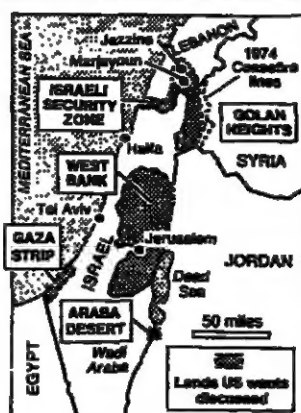 MEDITERRANEAN SEA
Jezzine
LEBANON
Marjayoun
1974
Ceasefire
lines
ISRAELI
SECURITY
ZONE
GOLAN
HEIGHTS
Haifa
SYRIA
WEST
BANK
Tel Aviv
GAZA
STRIP
ISRAEL
Jerusalem
JORDAN
Dead
Sea
ARABA
DESERT
50 miles
Wadi
Araba
EGYPT
Lands US wants
discussed